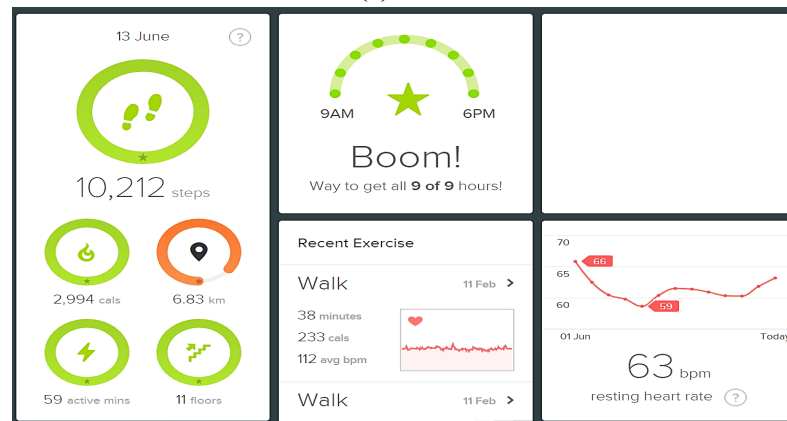 13 June
?
10,212 steps
2,994 cals
6.83 km
59 active mins
11 floors
9AM
6PM
Boom!
Way to get all 9 of 9 hours!
Recent Exercise
Walk 11 Feb >
38 minutes
233 cals
112 avg bpm
Walk 11 Feb >
70
65
60
66
59
01 Jun
Today
63 bpm
resting heart rate ?